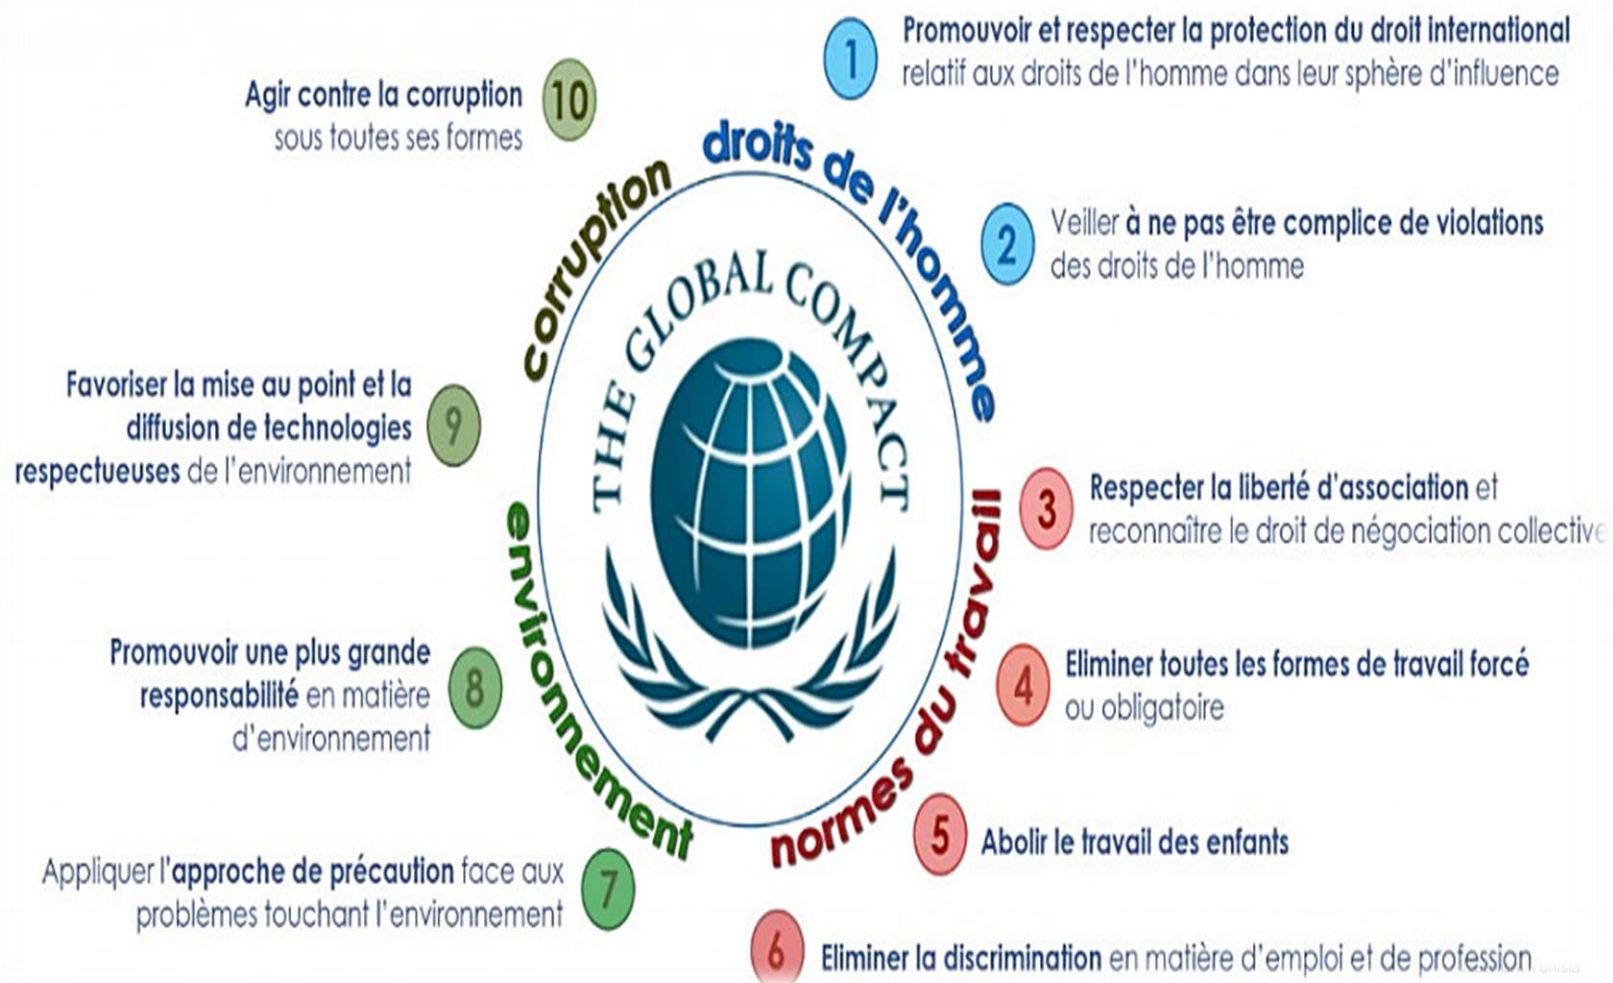 1
Promouvoir et respecter la protection du droit international
relatif aux droits de l'homme dans leur sphère d'influence
2
Veiller à ne pas être complice de violations
des droits de l'homme
3
Respecter la liberté d'association et
reconnaître le droit de négociation collective
4
Eliminer toutes les formes de travail forcé
ou obligatoire
5
Abolir le travail des enfants
6
Eliminer la discrimination en matière d'emploi et de profession
7
Appliquer l'approche de précaution face aux
problèmes touchant l'environnement
8
Promouvoir une plus grande
responsabilité en matière
d'environnement
9
Favoriser la mise au point et la
diffusion de technologies
respectueuses de l'environnement
10
Agir contre la corruption
sous toutes ses formes
droits de l'homme
normes du travail
environnement
corruption
THE GLOBAL COMPACT